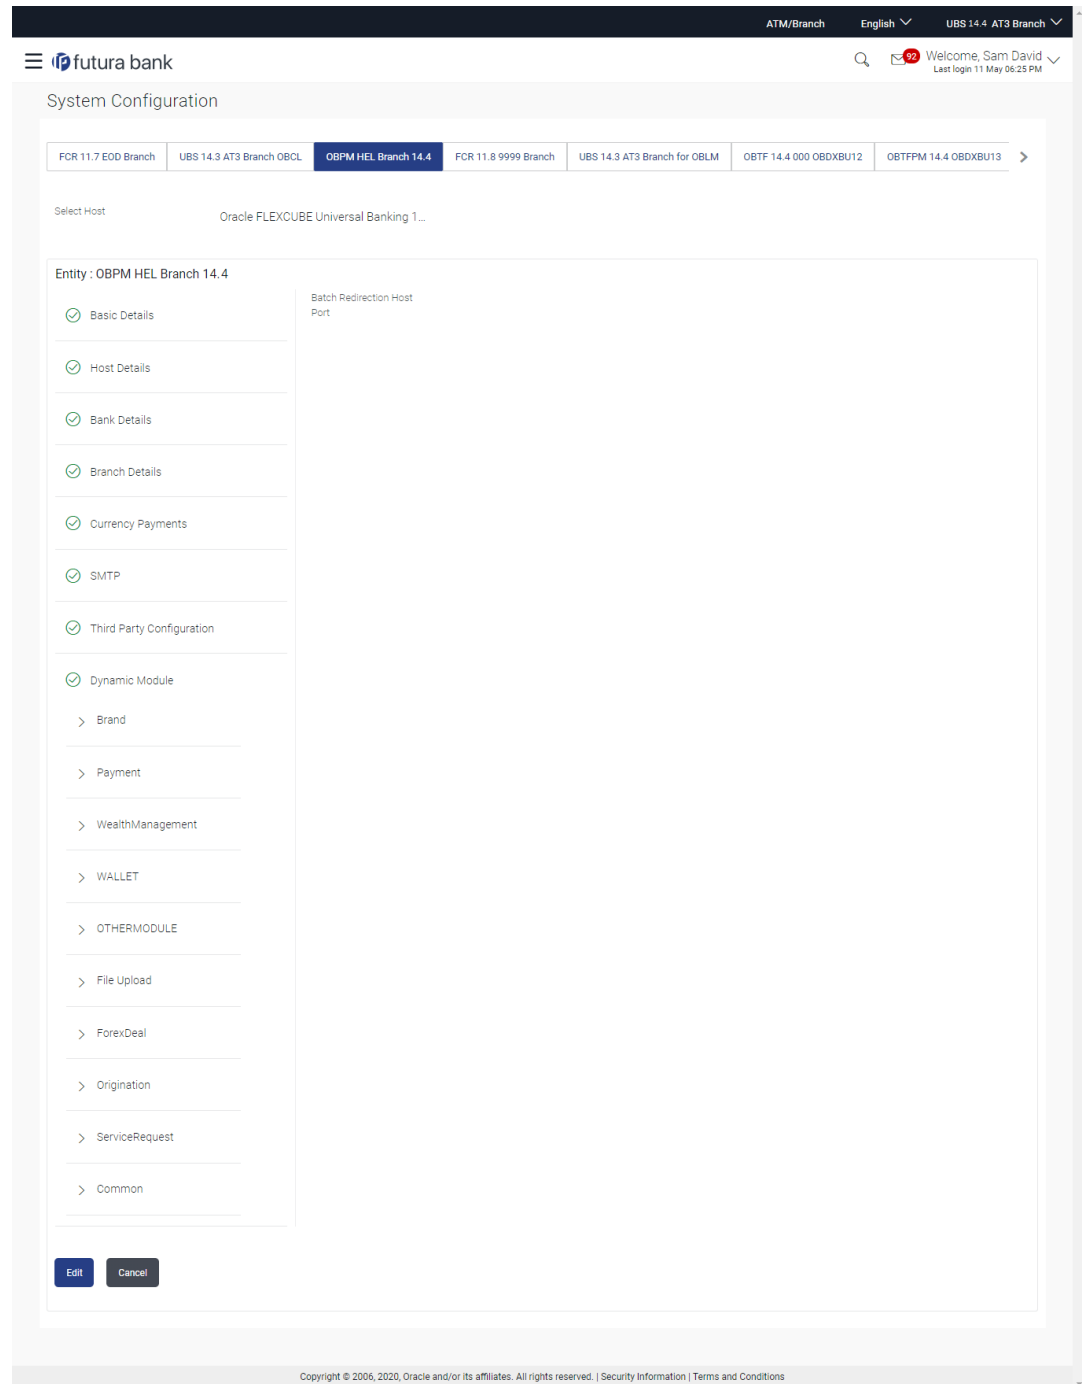 ATM/Branch English UBS 14.4 AT3 Branch
futura bank 92 Welcome, Sam David
Last login 11 May 06:25 PM
System Configuration
FCR 11.7 EOD Branch UBS 14.3 AT3 Branch OBCL OBPM HEL Branch 14.4 FCR 11.8 9999 Branch UBS 14.3 AT3 Branch for OBLM OBTF 14.4 000 OBDXBU12 OBTFPM 14.4 OBDXBU13
Select Host Oracle FLEXCUBE Universal Banking 1...
Entity : OBPM HEL Branch 14.4
Batch Redirection Host
Port
Basic Details
Host Details
Bank Details
Branch Details
Currency Payments
SMTP
Third Party Configuration
Dynamic Module
Brand
Payment
WealthManagement
WALLET
OTHERMODULE
File Upload
ForexDeal
Origination
ServiceRequest
Common
Edit Cancel
Copyright © 2006, 2020, Oracle and/or its affiliates. All rights reserved. | Security Information | Terms and Conditions